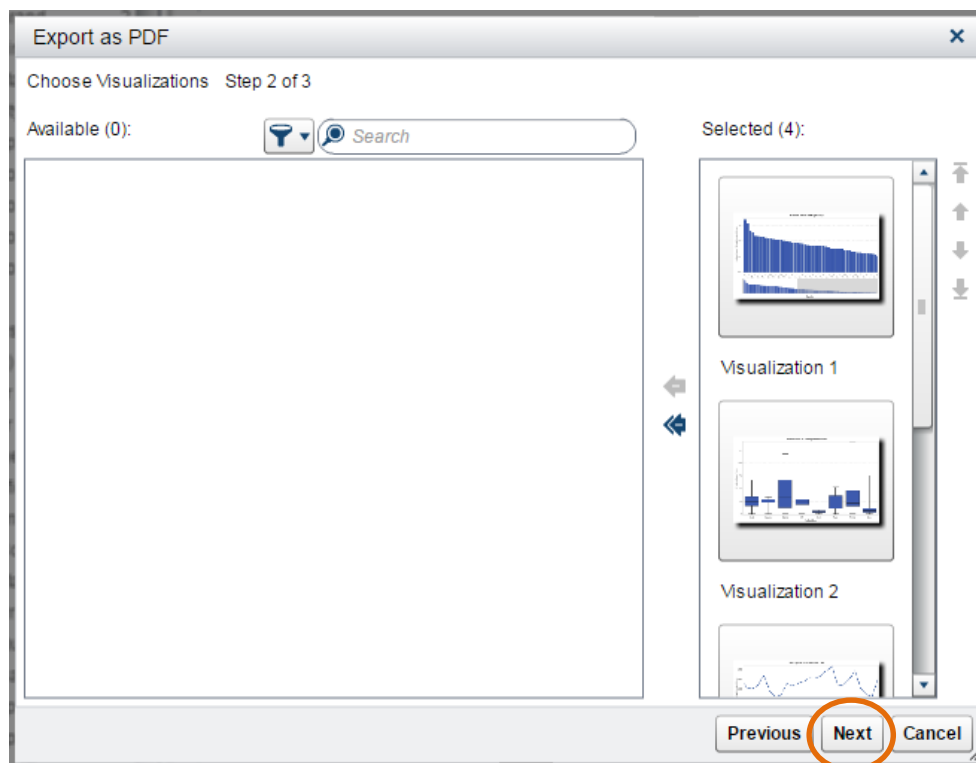 Export as PDF
Choose Visualizations Step 2 of 3
Available (0):
Search
Selected (4):
Visualization 1
Visualization 2
Previous
Next
Cancel